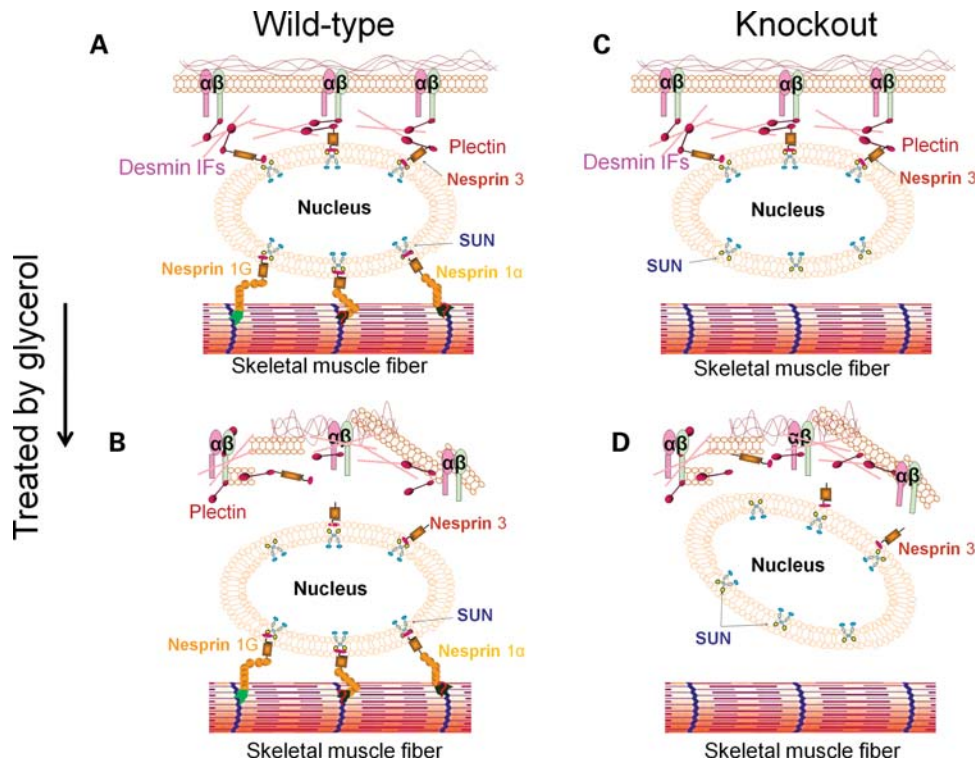 Wild-type
Knockout
Treated by glycerol
A
αβ
αβ
αβ
Desmin IFs
Plectin
Nesprin 3
Nucleus
SUN
Nesprin 1G
Nesprin 1α
Skeletal muscle fiber
C
αβ
αβ
αβ
Desmin IFs
Plectin
Nesprin 3
Nucleus
SUN
Skeletal muscle fiber
B
αβ
αβ
αβ
Plectin
Nesprin 3
Nucleus
SUN
Nesprin 1G
Nesprin 1α
Skeletal muscle fiber
D
αβ
αβ
αβ
Nesprin 3
Nucleus
SUN
Skeletal muscle fiber